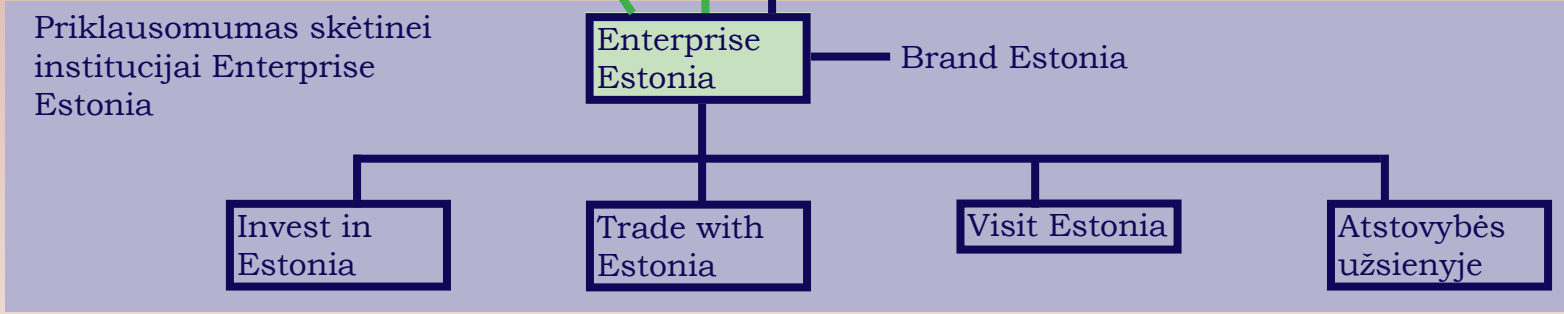 Priklausomumas skėtinei
institucijai Enterprise
Estonia
Enterprise
Estonia
Brand Estonia
Invest in
Estonia
Trade with
Estonia
Visit Estonia
Atstovybės
užsienyje